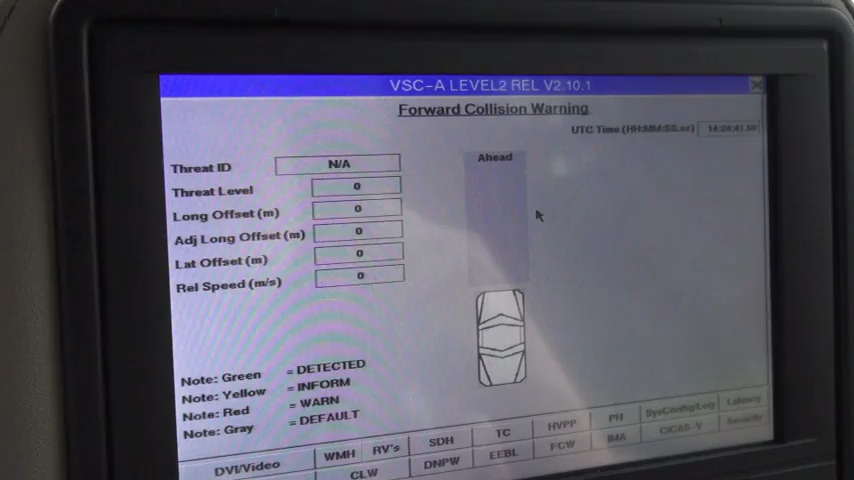 VSC-A LEVEL2 REL V2.10.1
Forward Collision Warning
UTC Time (HH:MM:SS.cc) 14:24:41.60
Threat ID N/A
Ahead
Threat Level 0
Long Offset (m) 0
Adj Long Offset (m) 0
Lat Offset (m) 0
Rel Speed (m/s) 0
Note: Green = DETECTED
Note: Yellow = INFORM
Note: Red = WARN
Note: Gray = DEFAULT
DVI/Video WMH RV's SDH TC HVPP PH SysConfig/Log Latency
CLW DNPW EEBL FCW IMA CICAS-V Security